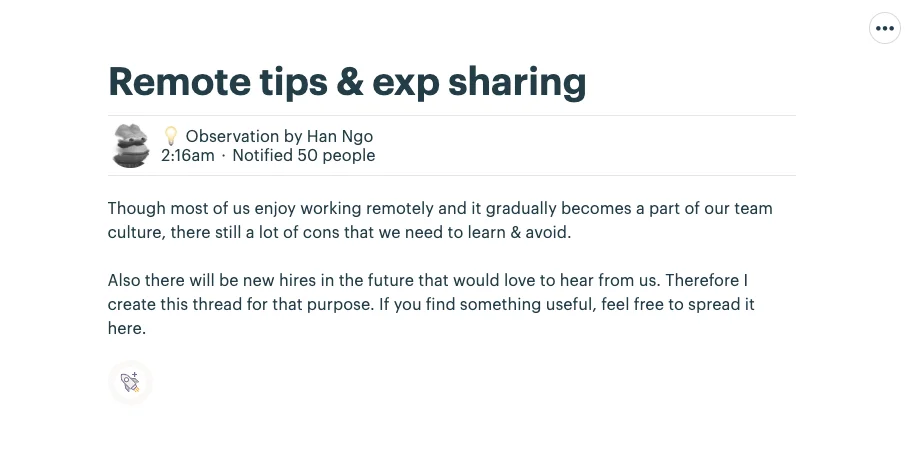 Remote tips & exp sharing
💡 Observation by Han Ngo
2:16am · Notified 50 people
Though most of us enjoy working remotely and it gradually becomes a part of our team
culture, there still a lot of cons that we need to learn & avoid.
Also there will be new hires in the future that would love to hear from us. Therefore I
create this thread for that purpose. If you find something useful, feel free to spread it
here.